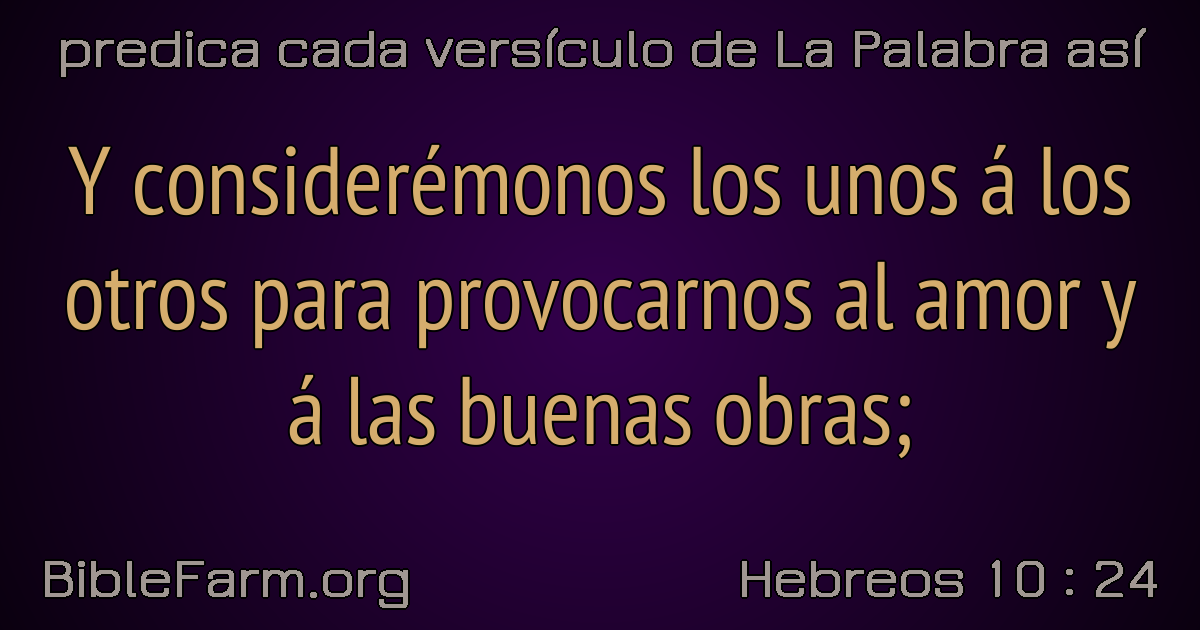 predica cada versículo de La Palabra así
Y considerémonos los unos á los
otros para provocarnos al amor y
á las buenas obras;
BibleFarm.org
Hebreos 10 : 24